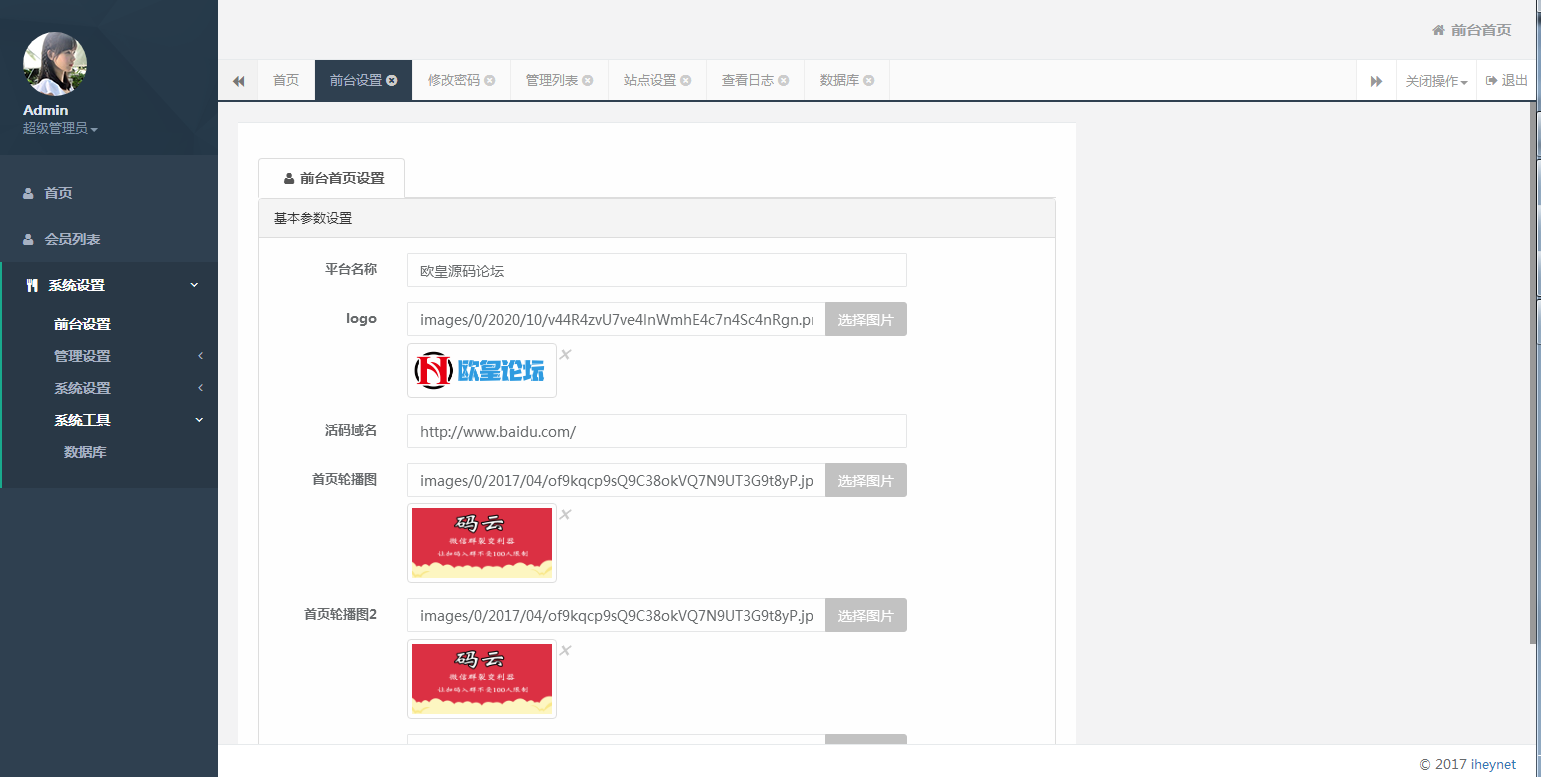 Admin
超级管理员
首页
会员列表
系统设置
前台设置
管理设置
系统设置
系统工具
数据库
前台首页
首页 前台设置 修改密码 管理列表 站点设置 查看日志 数据库 关闭操作 退出
前台首页设置
基本参数设置
平台名称 欧皇源码论坛
logo images/0/2020/10/v44R4zvU7ve4lnWmhE4c7n4Sc4nRgn.pn 选择图片
欧皇论坛
活码域名 http://www.baidu.com/
首页轮播图 images/0/2017/04/of9kqcp9sQ9C38okVQ7N9UT3G9t8yP.jp 选择图片
码云
微信群裂变利器
让扫码入群不受100人限制
首页轮播图2 images/0/2017/04/of9kqcp9sQ9C38okVQ7N9UT3G9t8yP.jp 选择图片
码云
微信群裂变利器
让扫码入群不受100人限制
© 2017 iheynet